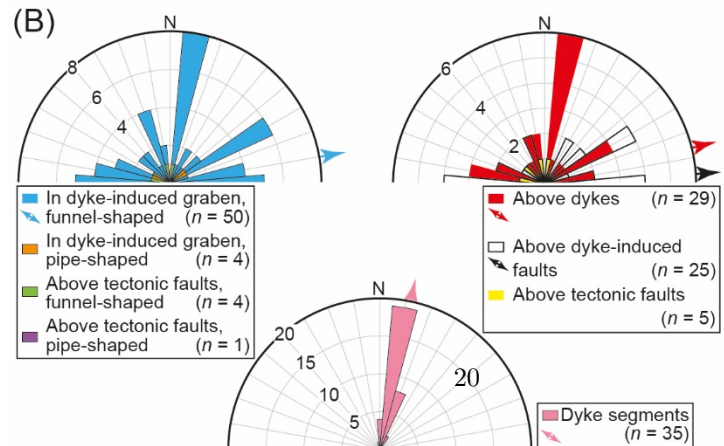 (B)
N
8
6
4
In dyke-induced graben,
funnel-shaped (n = 50)
In dyke-induced graben,
pipe-shaped (n = 4)
Above tectonic faults,
funnel-shaped (n = 4)
Above tectonic faults,
pipe-shaped (n = 1)
N
6
4
2
Above dykes (n = 29)
Above dyke-induced
faults (n = 25)
Above tectonic faults
(n = 5)
N
20
15
10
5
20
Dyke segments
(n = 35)